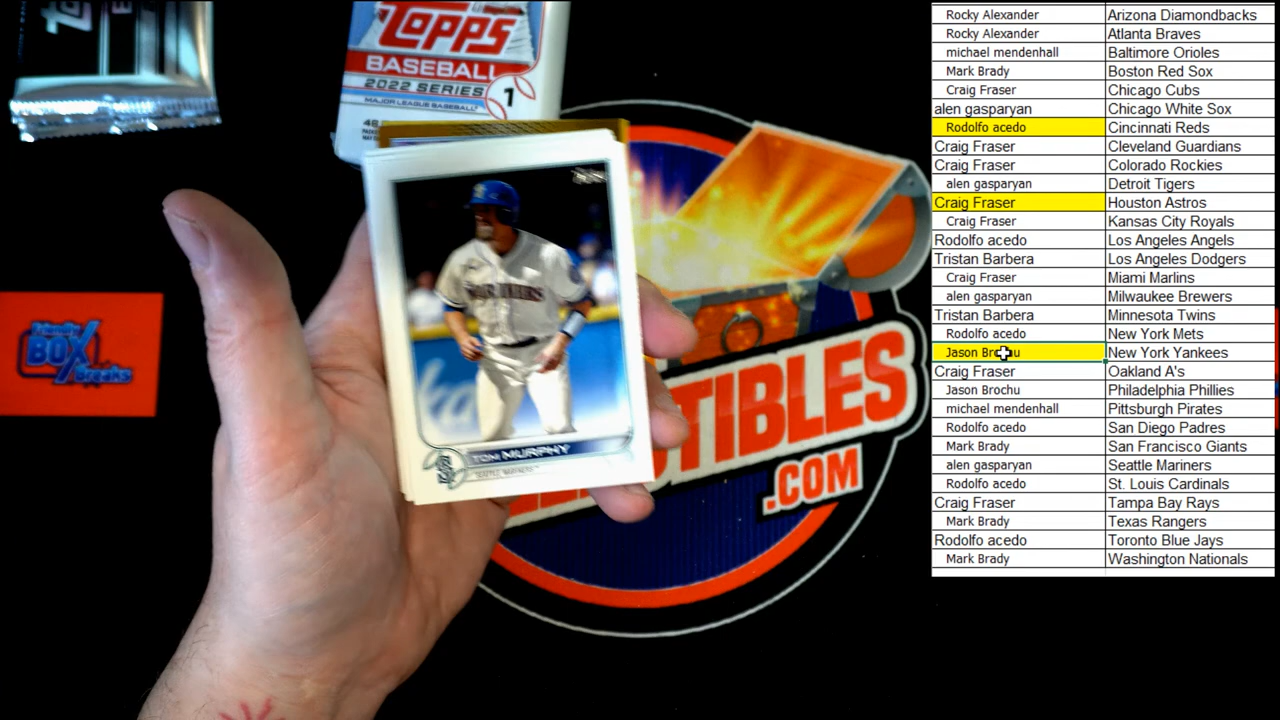 TOPPS
BASEBALL
2022 SERIES
1
MAJOR LEAGUE BASEBALL
48
MARINERS
TOM MURPHY
SEATTLE MARINERS
Friendly
BOX
Breaks
TIBLES
.COM
Rocky Alexander Arizona Diamondbacks
Rocky Alexander Atlanta Braves
michael mendenhall Baltimore Orioles
Mark Brady Boston Red Sox
Craig Fraser Chicago Cubs
alen gasparyan Chicago White Sox
Rodolfo acedo Cincinnati Reds
Craig Fraser Cleveland Guardians
Craig Fraser Colorado Rockies
alen gasparyan Detroit Tigers
Craig Fraser Houston Astros
Craig Fraser Kansas City Royals
Rodolfo acedo Los Angeles Angels
Tristan Barbera Los Angeles Dodgers
Craig Fraser Miami Marlins
alen gasparyan Milwaukee Brewers
Tristan Barbera Minnesota Twins
Rodolfo acedo New York Mets
Jason Brochu New York Yankees
Craig Fraser Oakland A's
Jason Brochu Philadelphia Phillies
michael mendenhall Pittsburgh Pirates
Rodolfo acedo San Diego Padres
Mark Brady San Francisco Giants
alen gasparyan Seattle Mariners
Rodolfo acedo St. Louis Cardinals
Craig Fraser Tampa Bay Rays
Mark Brady Texas Rangers
Rodolfo acedo Toronto Blue Jays
Mark Brady Washington Nationals